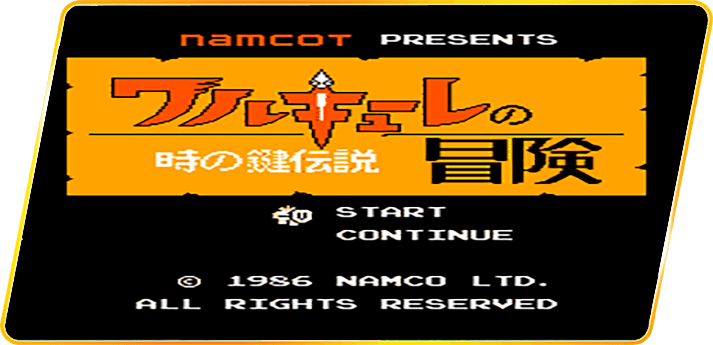 namcot PRESENTS
ワルキューレの
冒険
時の鍵伝説
START
CONTINUE
© 1986 NAMCO LTD.
ALL RIGHTS RESERVED